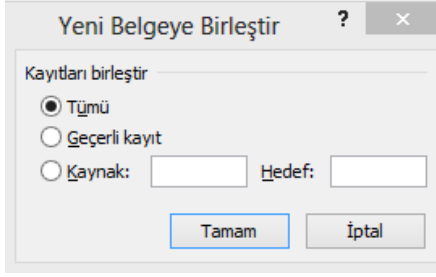 Yeni Belgeye Birleştir ? ×
Kayıtları birleştir
Tümü
Geçerli kayıt
Kaynak: Hedef:
Tamam İptal